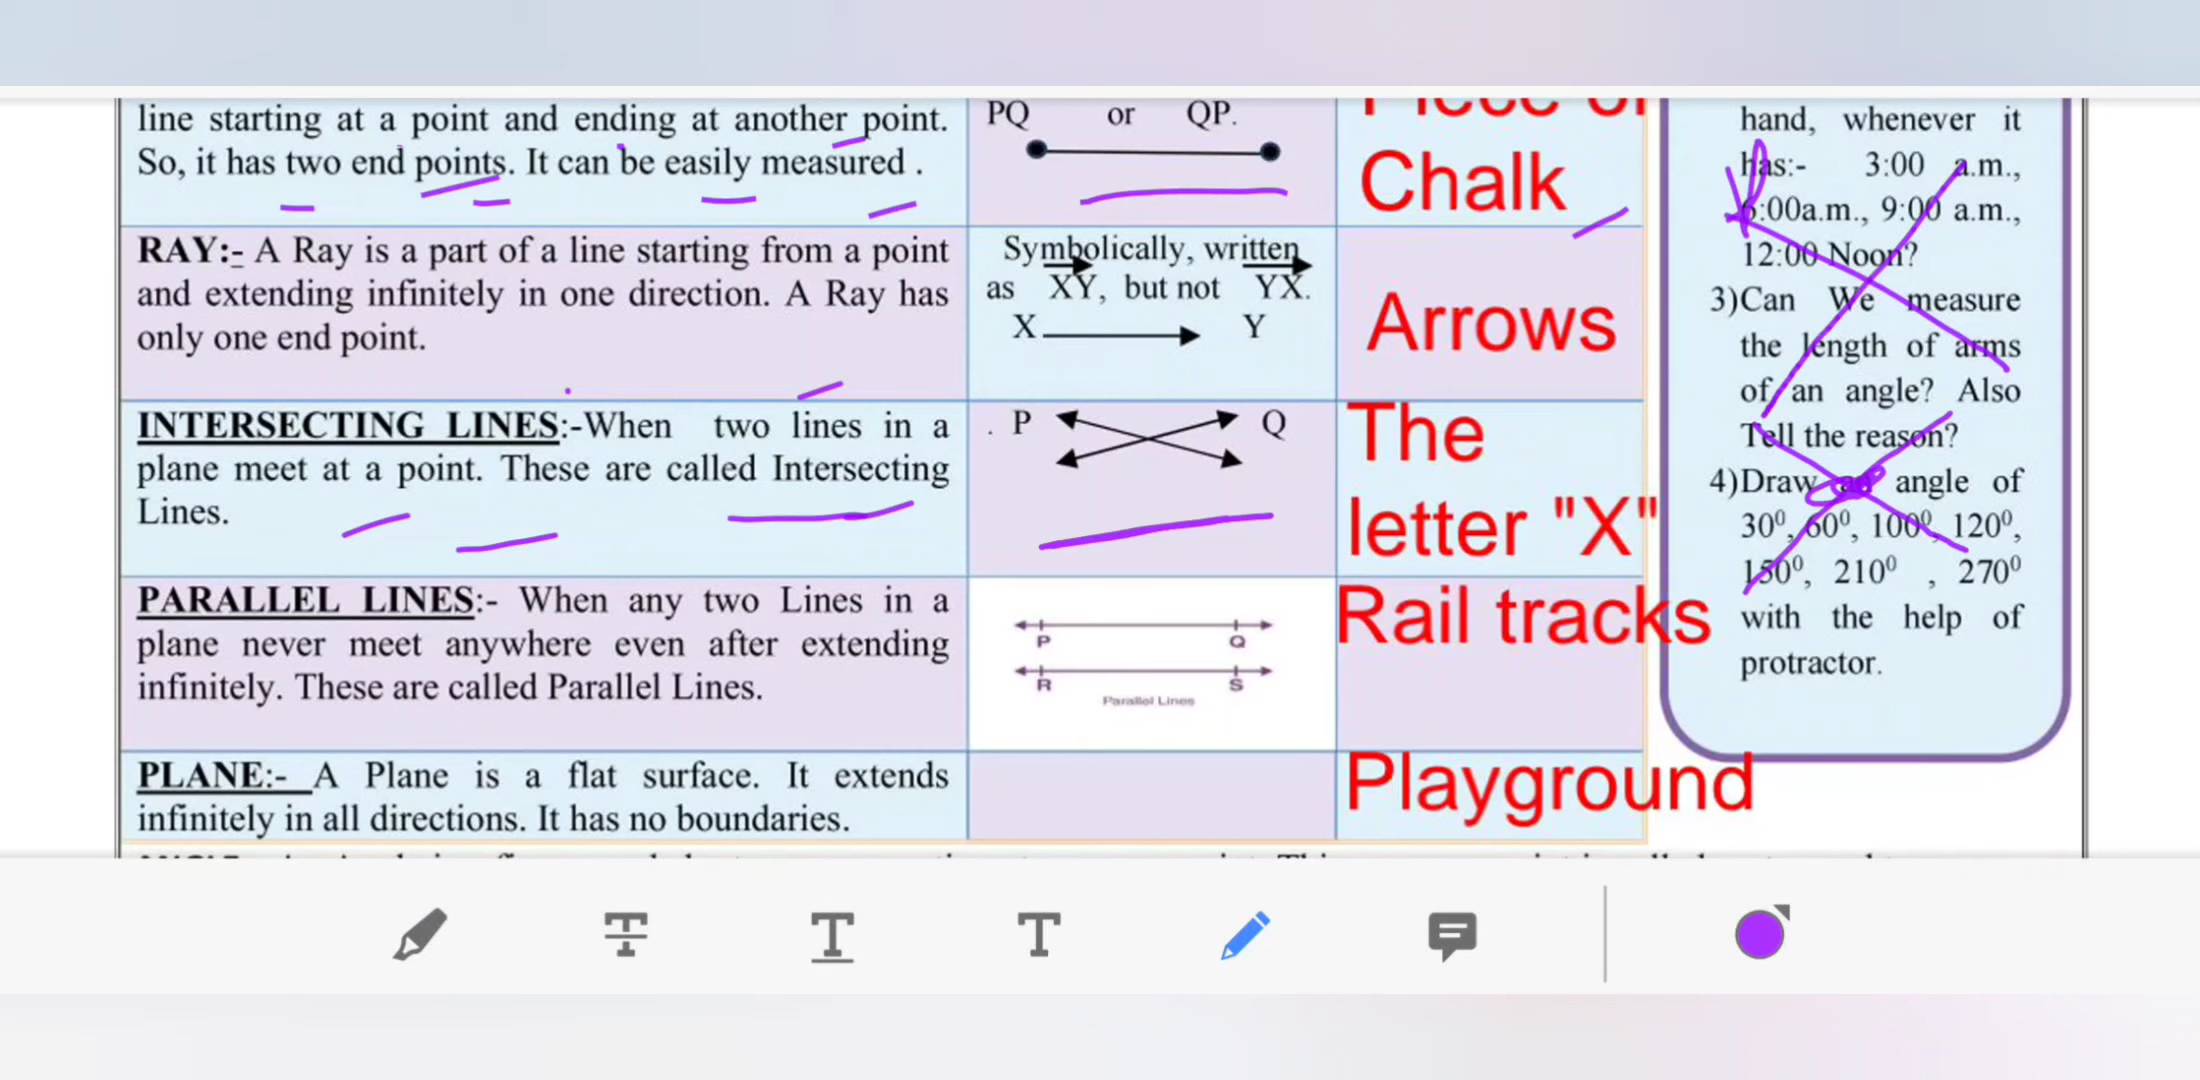 line starting at a point and ending at another point.
So, it has two end points. It can be easily measured .
PQ or QP.
Chalk
RAY:- A Ray is a part of a line starting from a point
and extending infinitely in one direction. A Ray has
only one end point.
Symbolically, written
as XY, but not YX.
X Y
Arrows
INTERSECTING LINES:-When two lines in a
plane meet at a point. These are called Intersecting
Lines.
. P Q
The
letter "X"
PARALLEL LINES:- When any two Lines in a
plane never meet anywhere even after extending
infinitely. These are called Parallel Lines.
P Q
R S
Parallel Lines
Rail tracks
PLANE:- A Plane is a flat surface. It extends
infinitely in all directions. It has no boundaries.
Playground
hand, whenever it
has:- 3:00 a.m.,
6:00a.m., 9:00 a.m.,
12:00 Noon?
3)Can We measure
the length of arms
of an angle? Also
Tell the reason?
4)Draw angle of
30⁰, 60⁰, 100⁰, 120⁰,
150⁰, 210⁰ , 270⁰
with the help of
protractor.